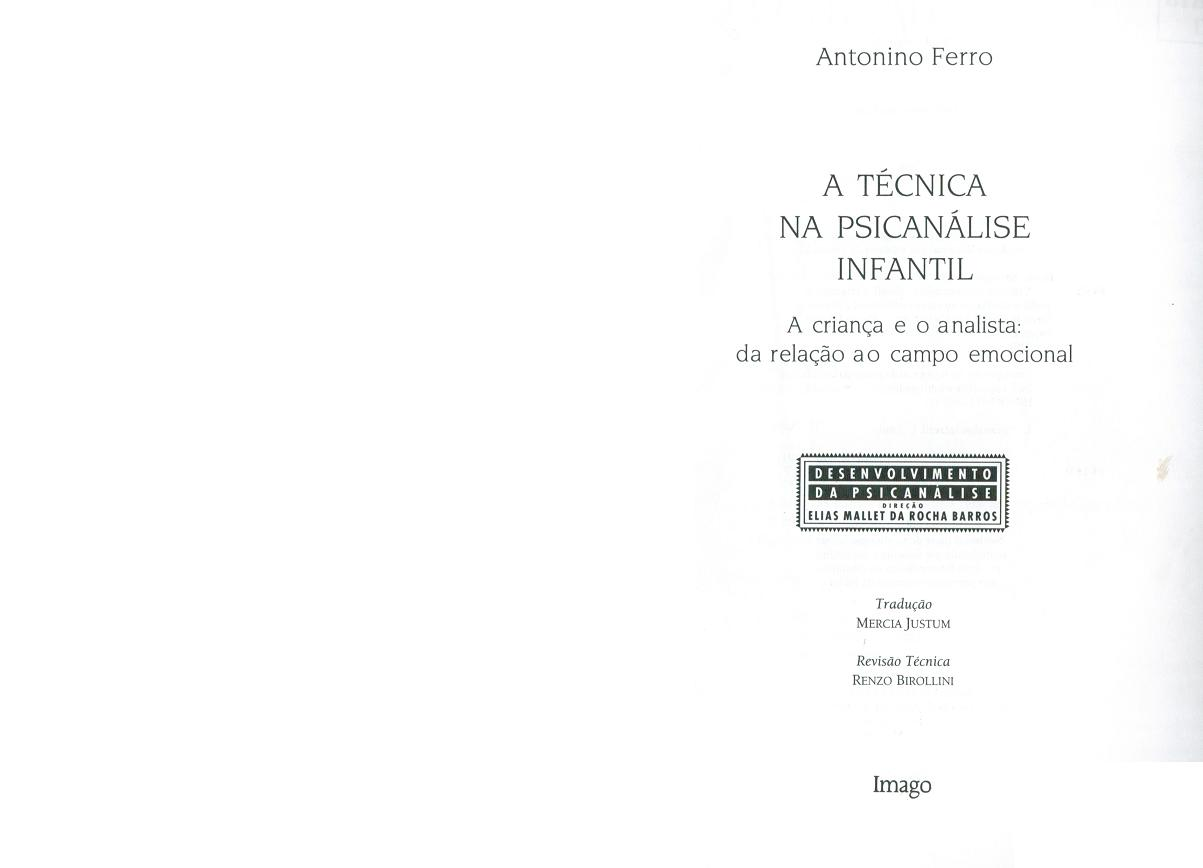 Antonino Ferro
A TÉCNICA
NA PSICANÁLISE
INFANTIL
A criança e o analista:
da relação ao campo emocional
DESENVOLVIMENTO
DA PSICANÁLISE
DIREÇÃO
ELIAS MALLET DA ROCHA BARROS
Tradução
MERCIA JUSTUM
Revisão Técnica
RENZO BIROLLINI
Imago